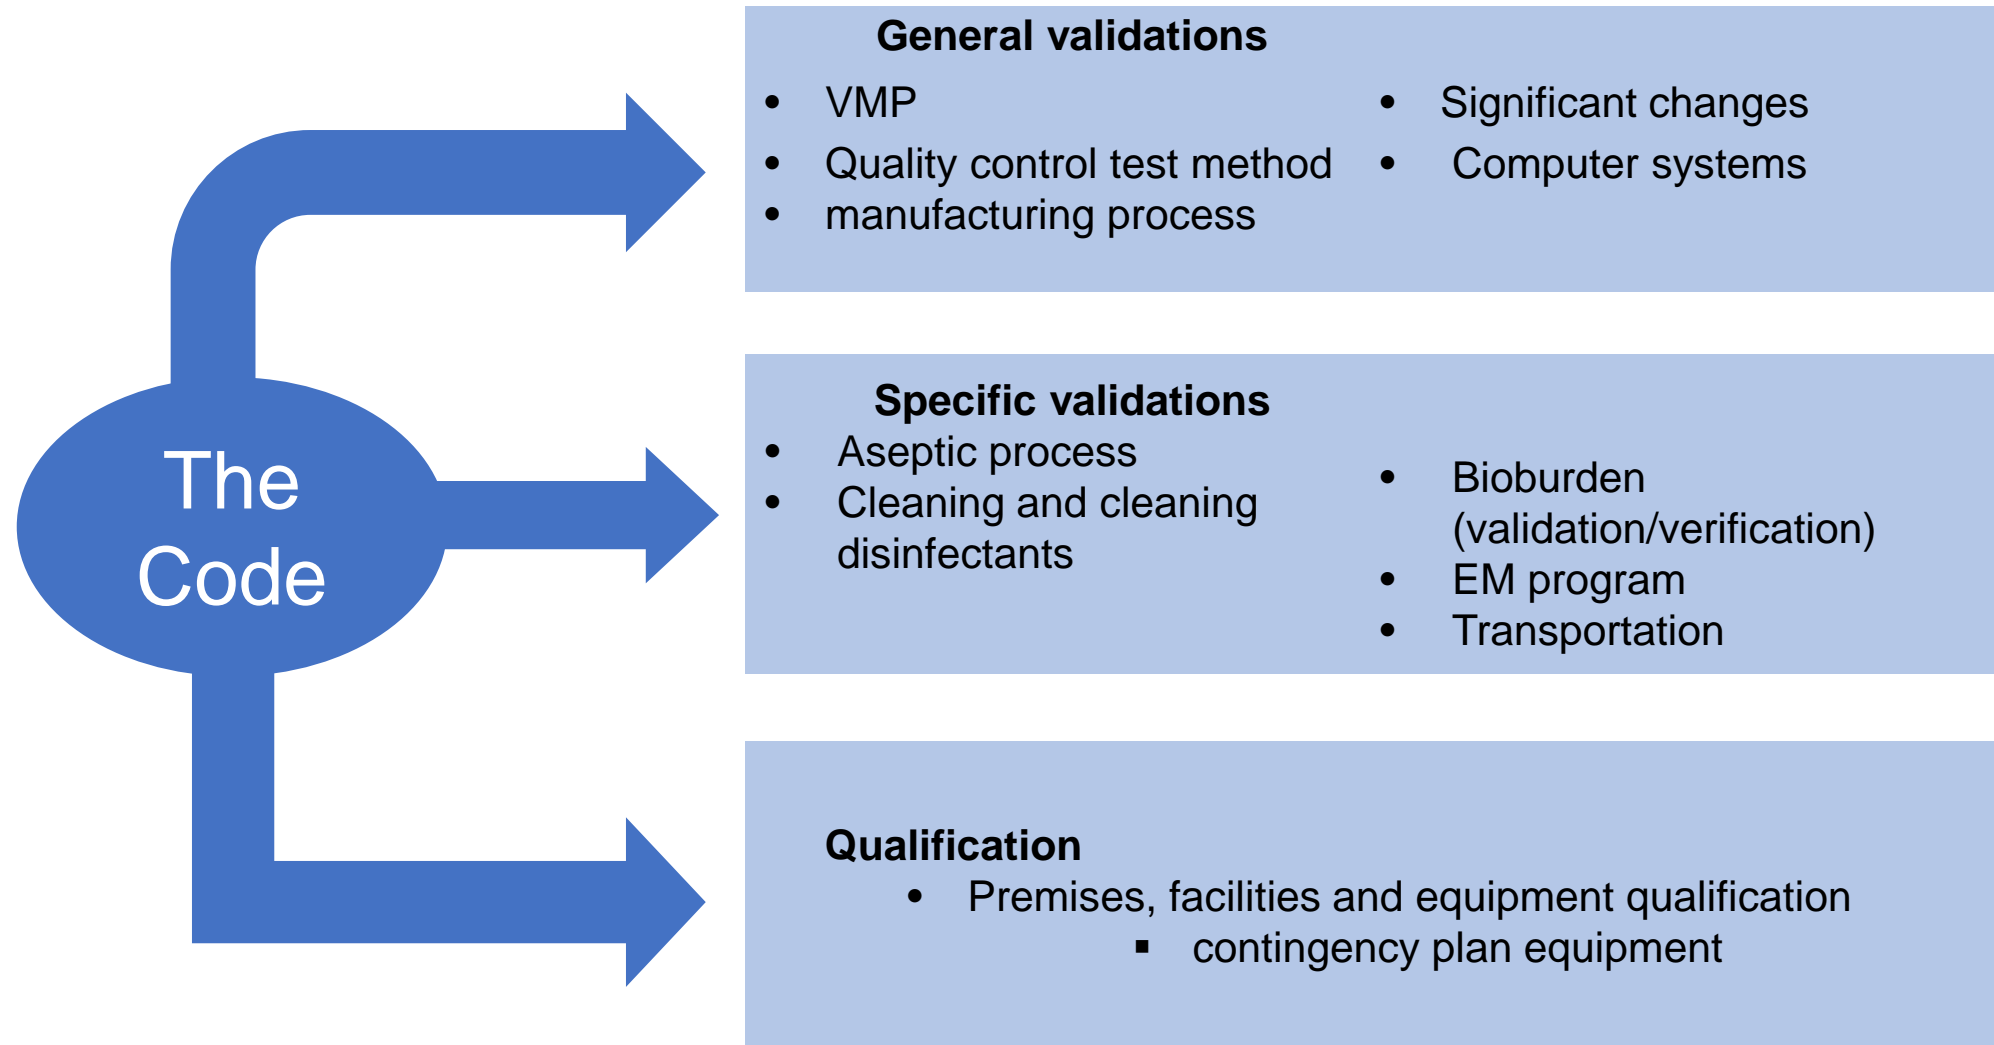 The
Code
General validations
• VMP
• Quality control test method
• manufacturing process
• Significant changes
• Computer systems
Specific validations
• Aseptic process
• Cleaning and cleaning
disinfectants
• Bioburden
(validation/verification)
• EM program
• Transportation
Qualification
• Premises, facilities and equipment qualification
▪ contingency plan equipment